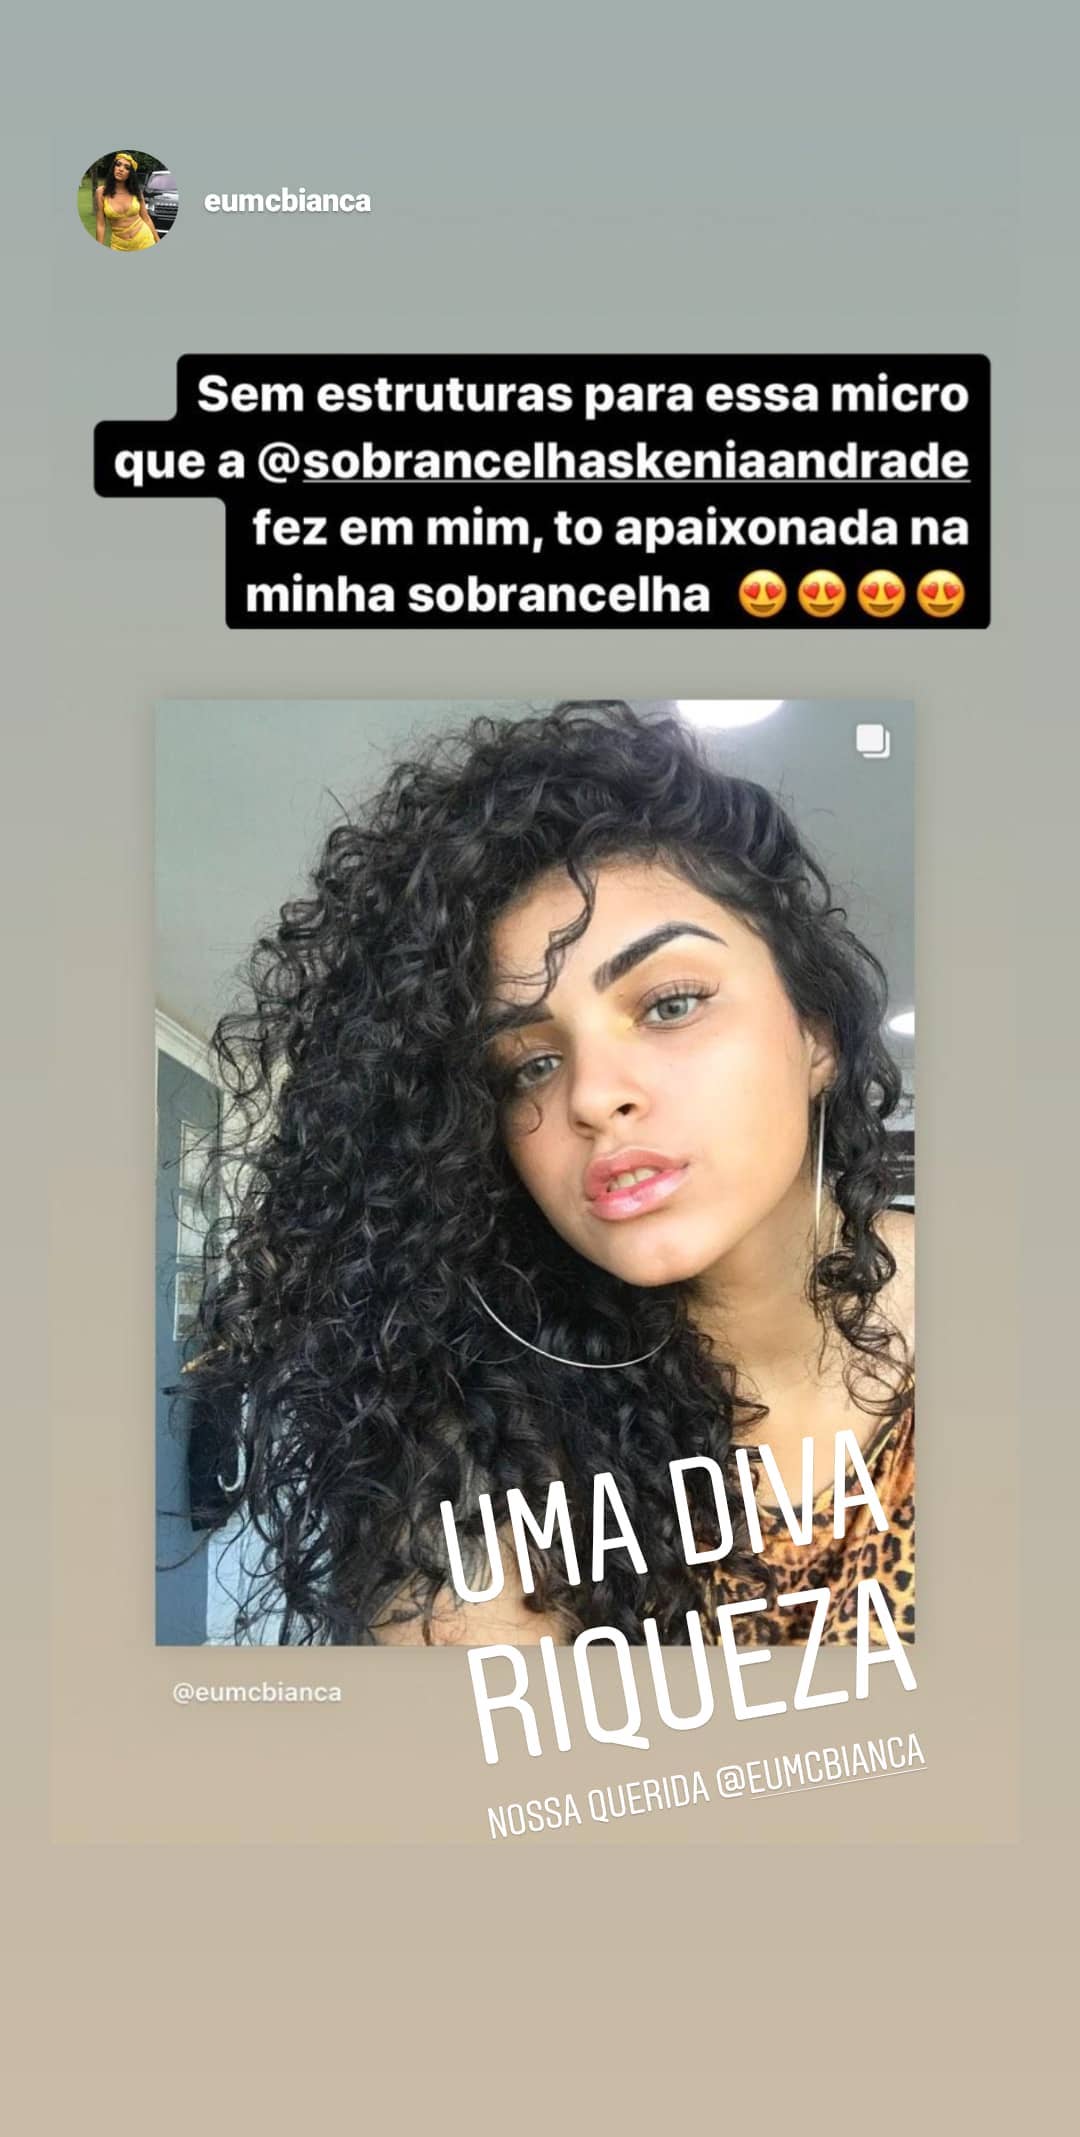 eumcbianca
Sem estruturas para essa micro
que a @sobrancelhaskeniaandrade
fez em mim, to apaixonada na
minha sobrancelha 😍😍😍😍
UMA DIVA
RIQUEZA
@eumcbianca
NOSSA QUERIDA @EUMCBIANCA